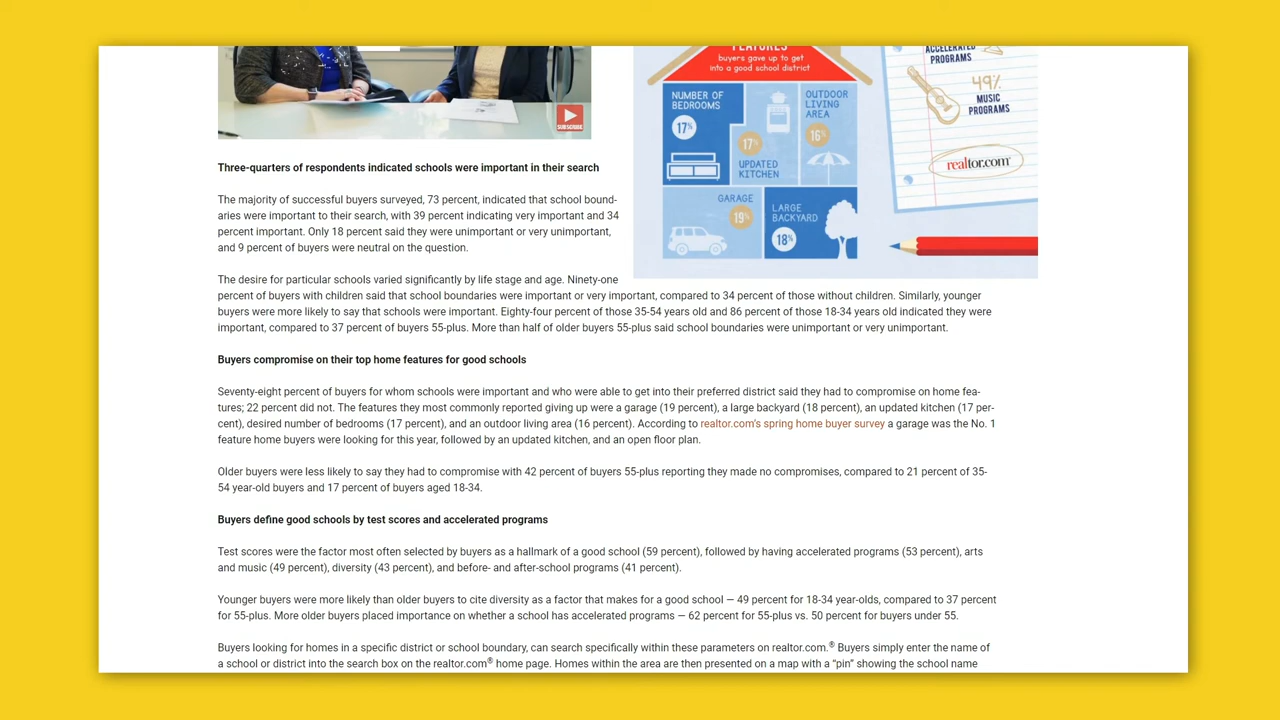 SUBSCRIBE
FEATURES
buyers gave up to get
into a good school district
NUMBER OF
BEDROOMS
17%
17%
UPDATED
KITCHEN
OUTDOOR
LIVING
AREA
16%
GARAGE
19%
LARGE
BACKYARD
18%
ACCELERATED
PROGRAMS
49%
MUSIC
PROGRAMS
realtor.com®
Three-quarters of respondents indicated schools were important in their search
The majority of successful buyers surveyed, 73 percent, indicated that school bound-
aries were important to their search, with 39 percent indicating very important and 34
percent important. Only 18 percent said they were unimportant or very unimportant,
and 9 percent of buyers were neutral on the question.
The desire for particular schools varied significantly by life stage and age. Ninety-one
percent of buyers with children said that school boundaries were important or very important, compared to 34 percent of those without children. Similarly, younger
buyers were more likely to say that schools were important. Eighty-four percent of those 35-54 years old and 86 percent of those 18-34 years old indicated they were
important, compared to 37 percent of buyers 55-plus. More than half of older buyers 55-plus said school boundaries were unimportant or very unimportant.
Buyers compromise on their top home features for good schools
Seventy-eight percent of buyers for whom schools were important and who were able to get into their preferred district said they had to compromise on home fea-
tures; 22 percent did not. The features they most commonly reported giving up were a garage (19 percent), a large backyard (18 percent), an updated kitchen (17 per-
cent), desired number of bedrooms (17 percent), and an outdoor living area (16 percent). According to realtor.com's spring home buyer survey a garage was the No. 1
feature home buyers were looking for this year, followed by an updated kitchen, and an open floor plan.
Older buyers were less likely to say they had to compromise with 42 percent of buyers 55-plus reporting they made no compromises, compared to 21 percent of 35-
54 year-old buyers and 17 percent of buyers aged 18-34.
Buyers define good schools by test scores and accelerated programs
Test scores were the factor most often selected by buyers as a hallmark of a good school (59 percent), followed by having accelerated programs (53 percent), arts
and music (49 percent), diversity (43 percent), and before- and after-school programs (41 percent).
Younger buyers were more likely than older buyers to cite diversity as a factor that makes for a good school — 49 percent for 18-34 year-olds, compared to 37 percent
for 55-plus. More older buyers placed importance on whether a school has accelerated programs — 62 percent for 55-plus vs. 50 percent for buyers under 55.
Buyers looking for homes in a specific district or school boundary, can search specifically within these parameters on realtor.com.® Buyers simply enter the name of
a school or district into the search box on the realtor.com® home page. Homes within the area are then presented on a map with a “pin” showing the school name